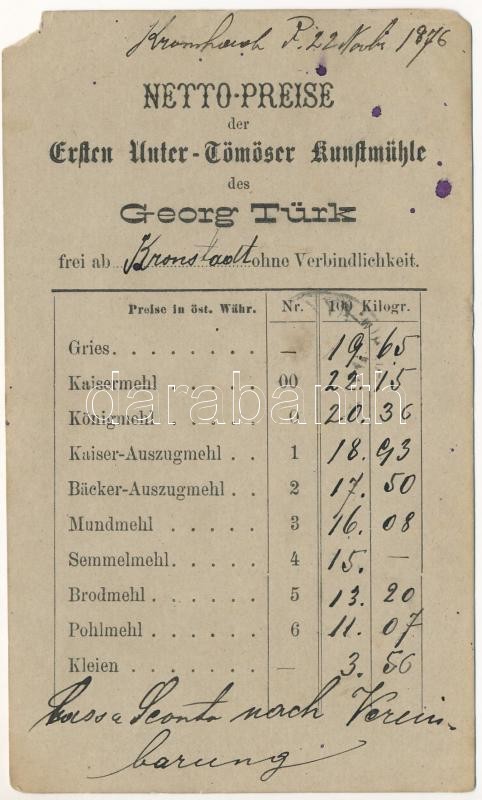 P. 22 Novbr 1876
NETTO-PREISE
der
Ersten Unter-Tömöser Kunstmühle
des
Georg Türk
frei ab Kronstadt ohne Verbindlichkeit.
Preise in öst. Währ. Nr. 100 Kilogr.
Gries . . . . . . . . — 19. 65
Kaisermehl . . . . . 00 22. 15
Königmehl . . . . . 0 20. 36
Kaiser-Auszugmehl . . 1 18. 93
Bäcker-Auszugmehl . . 2 17. 50
Mundmehl . . . . . 3 16. 08
Semmelmehl . . . . . 4 15. —
Brodmehl . . . . . . 5 13. 20
Pohlmehl . . . . . . 6 11. 07
Kleien . . . . . . . — 3. 56
Cassa Sconto nach Verein-
barung
darabanth